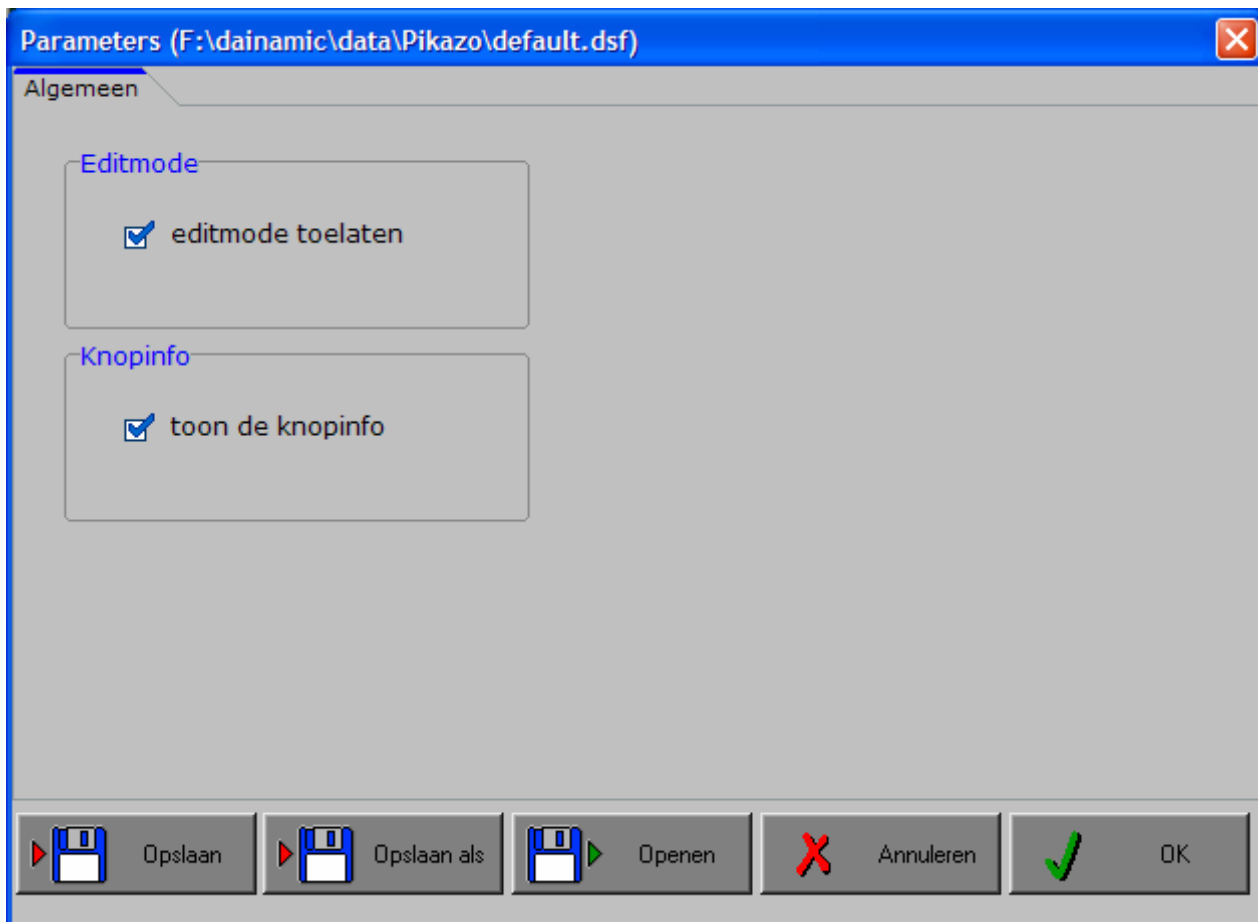 Parameters (F:\dainamic\data\Pikazo\default.dsf)
Algemeen
Editmode
editmode toelaten
Knopinfo
toon de knopinfo
Opslaan
Opslaan als
Openen
Annuleren
OK